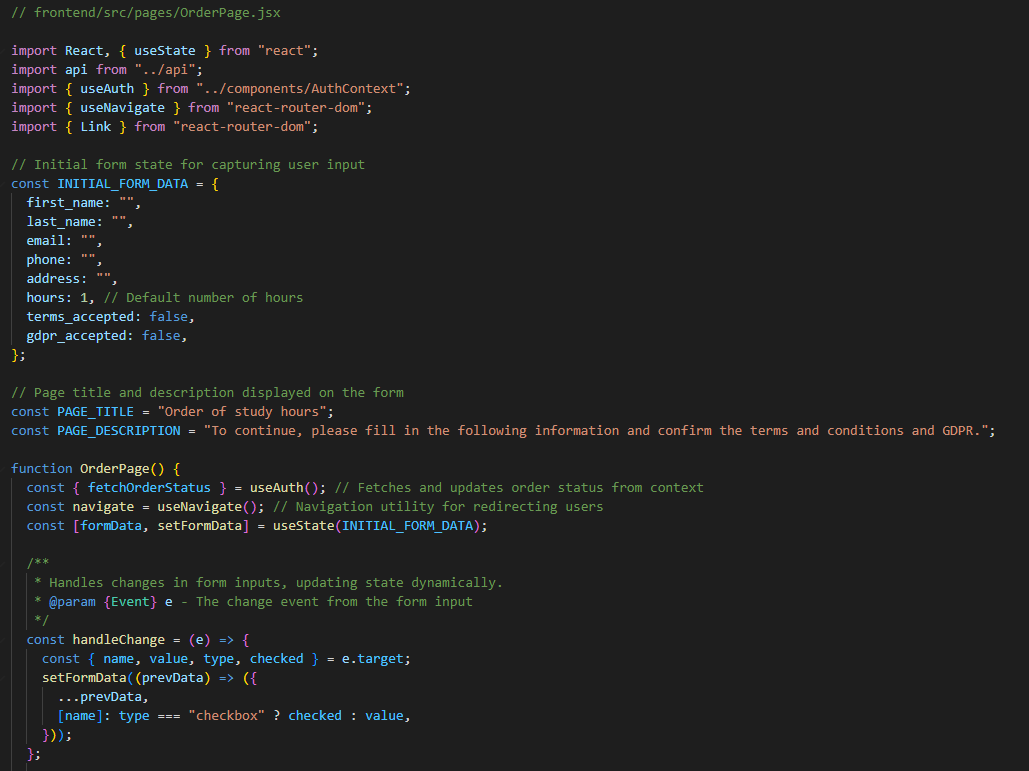 // frontend/src/pages/OrderPage.jsx

import React, { useState } from "react";
import api from "../api";
import { useAuth } from "../components/AuthContext";
import { useNavigate } from "react-router-dom";
import { Link } from "react-router-dom";

// Initial form state for capturing user input
const INITIAL_FORM_DATA = {
  first_name: "",
  last_name: "",
  email: "",
  phone: "",
  address: "",
  hours: 1, // Default number of hours
  terms_accepted: false,
  gdpr_accepted: false,
};

// Page title and description displayed on the form
const PAGE_TITLE = "Order of study hours";
const PAGE_DESCRIPTION = "To continue, please fill in the following information and confirm the terms and conditions and GDPR.";

function OrderPage() {
  const { fetchOrderStatus } = useAuth(); // Fetches and updates order status from context
  const navigate = useNavigate(); // Navigation utility for redirecting users
  const [formData, setFormData] = useState(INITIAL_FORM_DATA);

  /**
   * Handles changes in form inputs, updating state dynamically.
   * @param {Event} e - The change event from the form input
   */
  const handleChange = (e) => {
    const { name, value, type, checked } = e.target;
    setFormData((prevData) => ({
      ...prevData,
      [name]: type === "checkbox" ? checked : value,
    }));
  };